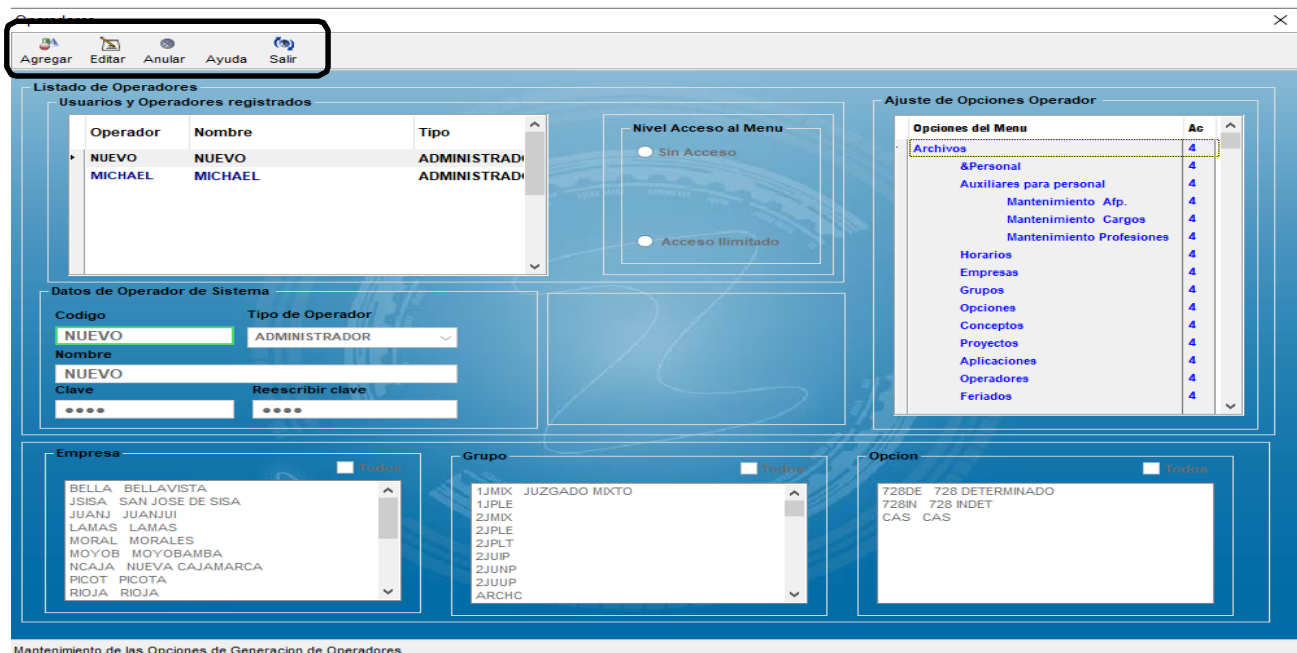 Operadores
Agregar Editar Anular Ayuda Salir
Listado de Operadores
Usuarios y Operadores registrados
Operador Nombre Tipo
NUEVO NUEVO ADMINISTRAD
MICHAEL MICHAEL ADMINISTRAD
Nivel Acceso al Menu
Sin Acceso
Acceso Ilimitado
Ajuste de Opciones Operador
Opciones del Menu Ac
Archivos 4
&Personal 4
Auxiliares para personal 4
Mantenimiento Afp. 4
Mantenimiento Cargos 4
Mantenimiento Profesiones 4
Horarios 4
Empresas 4
Grupos 4
Opciones 4
Conceptos 4
Proyectos 4
Aplicaciones 4
Operadores 4
Feriados 4
Datos de Operador de Sistema
Codigo Tipo de Operador
NUEVO ADMINISTRADOR
Nombre
NUEVO
Clave Reescribir clave
Empresa
Todos
BELLA BELLAVISTA
JSISA SAN JOSE DE SISA
JUANJ JUANJUI
LAMAS LAMAS
MORAL MORALES
MOYOB MOYOBAMBA
NCAJA NUEVA CAJAMARCA
PICOT PICOTA
RIOJA RIOJA
Grupo
Todos
1JMIX JUZGADO MIXTO
1JPLE
2JMIX
2JPLE
2JPLT
2JUIP
2JUNP
2JUUP
ARCHC
Opcion
Todos
728DE 728 DETERMINADO
728IN 728 INDET
CAS CAS
Mantenimiento de las Opciones de Generacion de Operadores